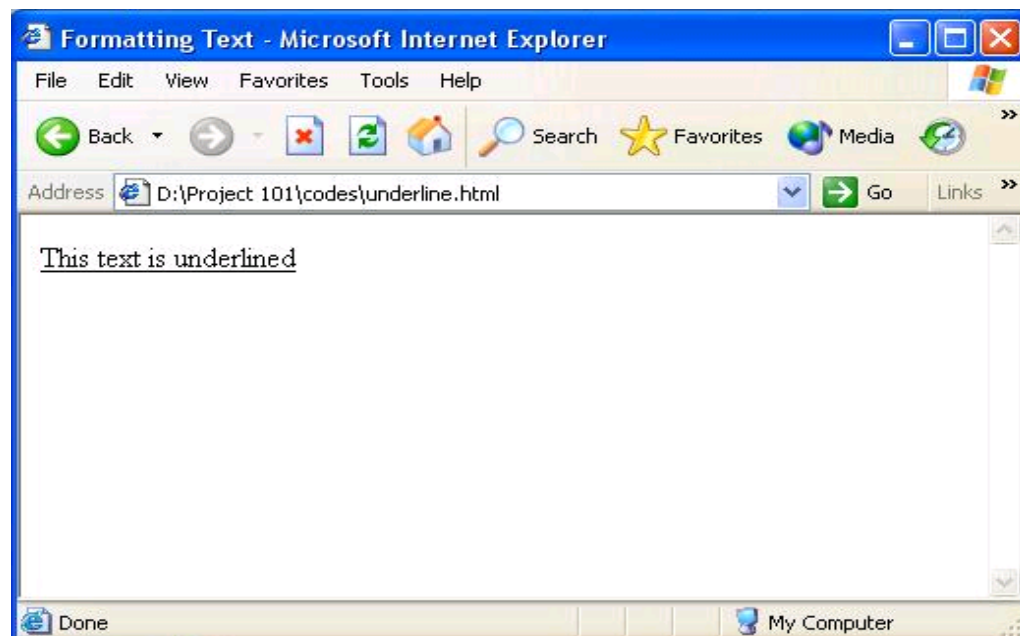 Formatting Text - Microsoft Internet Explorer
File Edit View Favorites Tools Help
Back Search Favorites Media »
Address D:\Project 101\codes\underline.html Go Links »
This text is underlined
Done My Computer